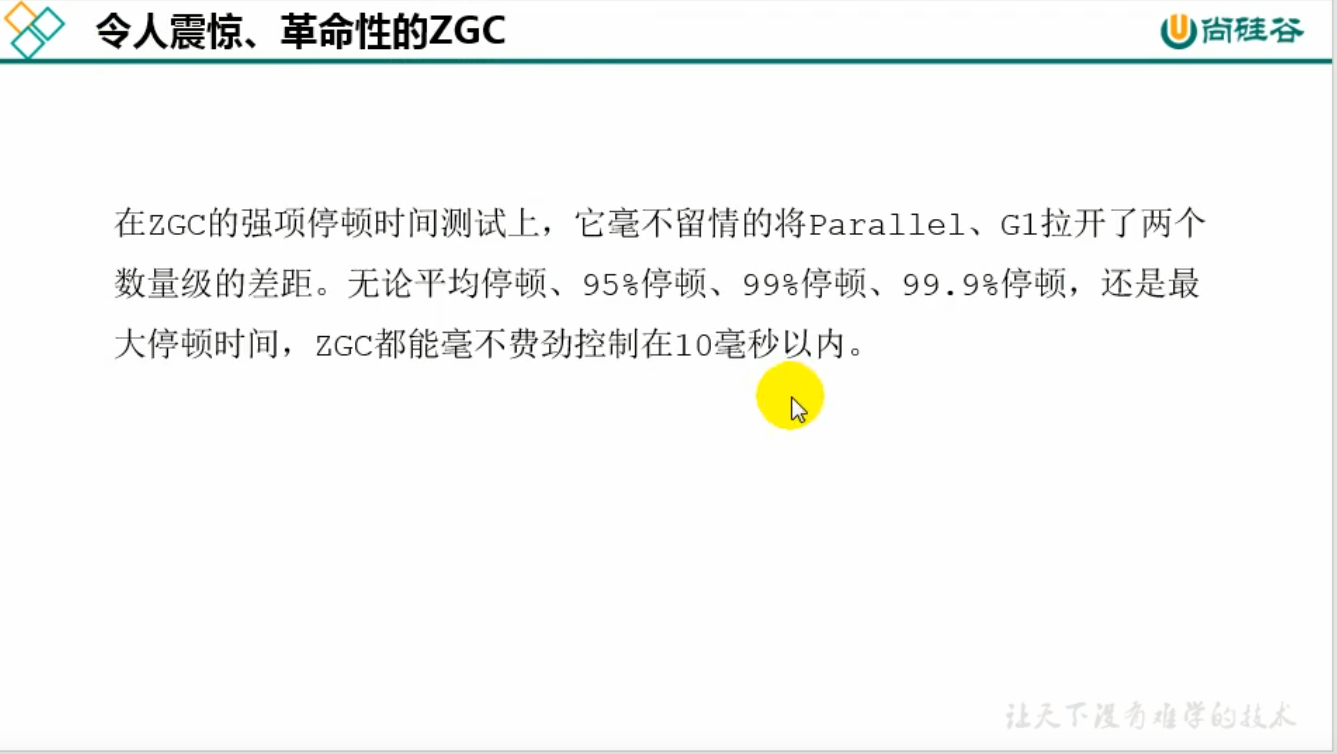 令人震惊、革命性的ZGC
尚硅谷
在ZGC的强项停顿时间测试上，它毫不留情的将Parallel、G1拉开了两个
数量级的差距。无论平均停顿、95%停顿、99%停顿、99.9%停顿，还是最
大停顿时间，ZGC都能毫不费劲控制在10毫秒以内。
让天下没有难学的技术